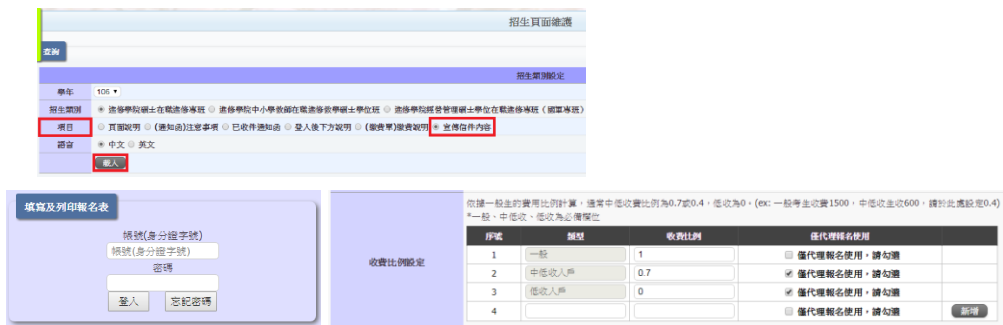 招生頁面維護
查詢
招生類別設定
學年 106
招生類別 進修學院碩士在職進修專班 進修學院中小學教師在職進修教學碩士學位班 進修學院經營管理碩士學位在職進修專班(國軍專班)
項目 頁面說明 (通知函)注意事項 已收件通知函 登入後下方說明 (繳費單)繳費說明 宣傳信件內容
語言 中文 英文
載入
填寫及列印報名表
帳號(身分證字號)
帳號(身分證字號)
密碼
登入 忘記密碼
收費比例設定
依據一般生的費用比例計算,通常中低收費比例為0.7或0.4,低收為0。(ex: 一般考生收費1500,中低收生收600,請於此處設定0.4)
*一般、中低收、低收為必備欄位
序號 類型 收費比例 僅代理報名使用
1 一般 1 僅代理報名使用,請勾選
2 中低收入戶 0.7 僅代理報名使用,請勾選
3 低收入戶 0 僅代理報名使用,請勾選
4 僅代理報名使用,請勾選 新增